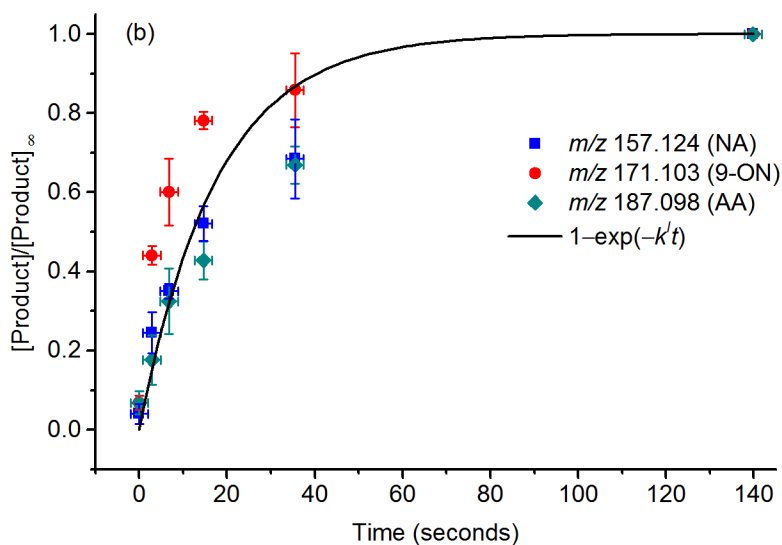 (b)
1.0
0.8
0.6
0.4
0.2
0.0
[Product]/[Product]∞
m/z 157.124 (NA)
m/z 171.103 (9-ON)
m/z 187.098 (AA)
1−exp(−kᴵt)
0 20 40 60 80 100 120 140
Time (seconds)